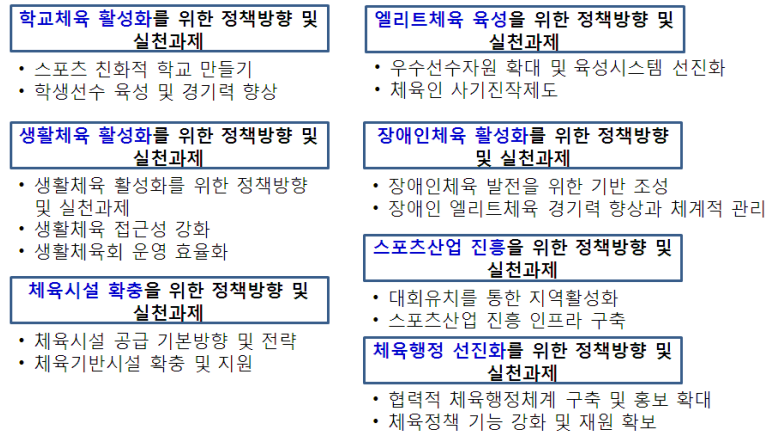 학교체육 활성화를 위한 정책방향 및
실천과제
• 스포츠 친화적 학교 만들기
• 학생선수 육성 및 경기력 향상
생활체육 활성화를 위한 정책방향 및
실천과제
• 생활체육 활성화를 위한 정책방향
및 실천과제
• 생활체육 접근성 강화
• 생활체육회 운영 효율화
체육시설 확충을 위한 정책방향 및
실천과제
• 체육시설 공급 기본방향 및 전략
• 체육기반시설 확충 및 지원
엘리트체육 육성을 위한 정책방향 및
실천과제
• 우수선수자원 확대 및 육성시스템 선진화
• 체육인 사기진작제도
장애인체육 활성화를 위한 정책방향
및 실천과제
• 장애인체육 발전을 위한 기반 조성
• 장애인 엘리트체육 경기력 향상과 체계적 관리
스포츠산업 진흥을 위한 정책방향 및
실천과제
• 대회유치를 통한 지역활성화
• 스포츠산업 진흥 인프라 구축
체육행정 선진화를 위한 정책방향 및
실천과제
• 협력적 체육행정체계 구축 및 홍보 확대
• 체육정책 기능 강화 및 재원 확보